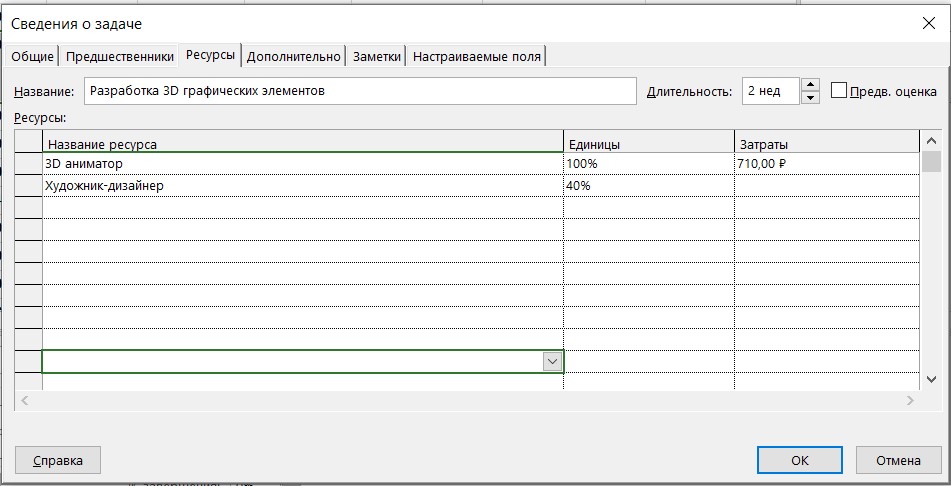 Сведения о задаче
Общие Предшественники Ресурсы Дополнительно Заметки Настраиваемые поля
Название: Разработка 3D графических элементов Длительность: 2 нед Предв. оценка
Ресурсы:
Название ресурса Единицы Затраты
3D аниматор 100% 710,00 ₽
Художник-дизайнер 40%
Справка ОК Отмена